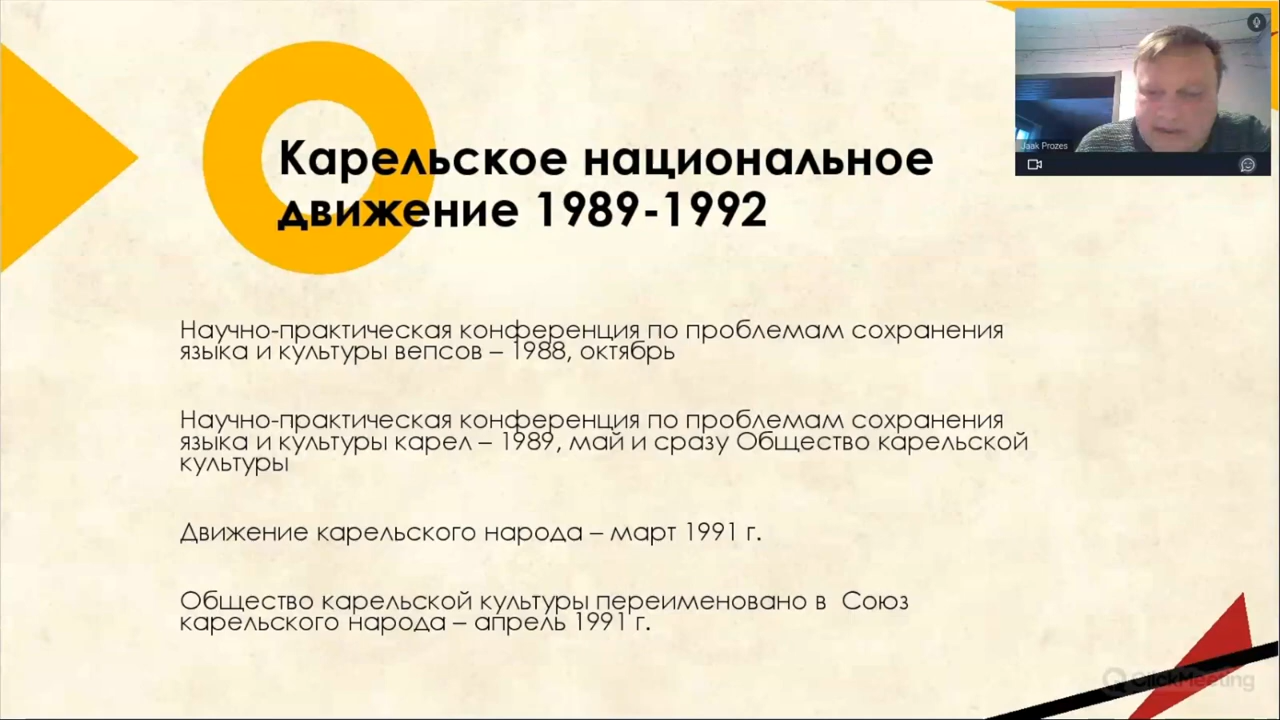 Карельское национальное
движение 1989-1992
Jaak Prozes
Научно-практическая конференция по проблемам сохранения
языка и культуры вепсов – 1988, октябрь
Научно-практическая конференция по проблемам сохранения
языка и культуры карел – 1989, май и сразу Общество карельской
культуры
Движение карельского народа – март 1991 г.
Общество карельской культуры переименовано в  Союз
карельского народа – апрель 1991 г.
ClickMeeting